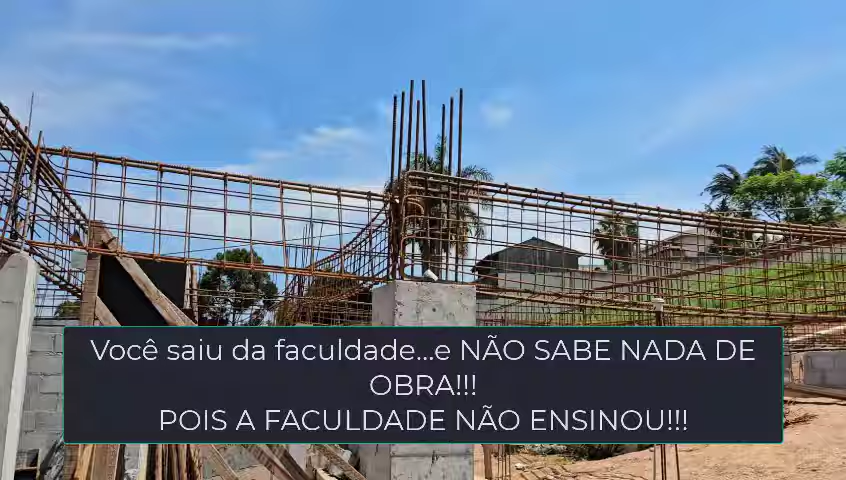 Você saiu da faculdade...e NÃO SABE NADA DE
OBRA!!!
POIS A FACULDADE NÃO ENSINOU!!!